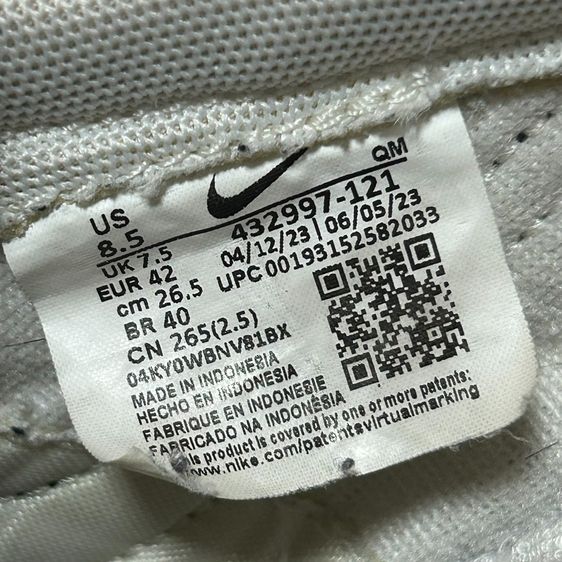 QM
US
8.5
432997-121
UK 7.5
04/12/23 | 06/05/23
EUR 42
UPC 00193152582033
cm 26.5
BR 40
CN 265(2.5)
04KY0WBNV81BX
MADE IN INDONESIA
HECHO EN INDONESIA
FABRIQUE EN INDONESIE
FABRICADO NA INDONÉSIA
This product is covered by one or more patents:
www.nike.com/patentsvirtualmarking